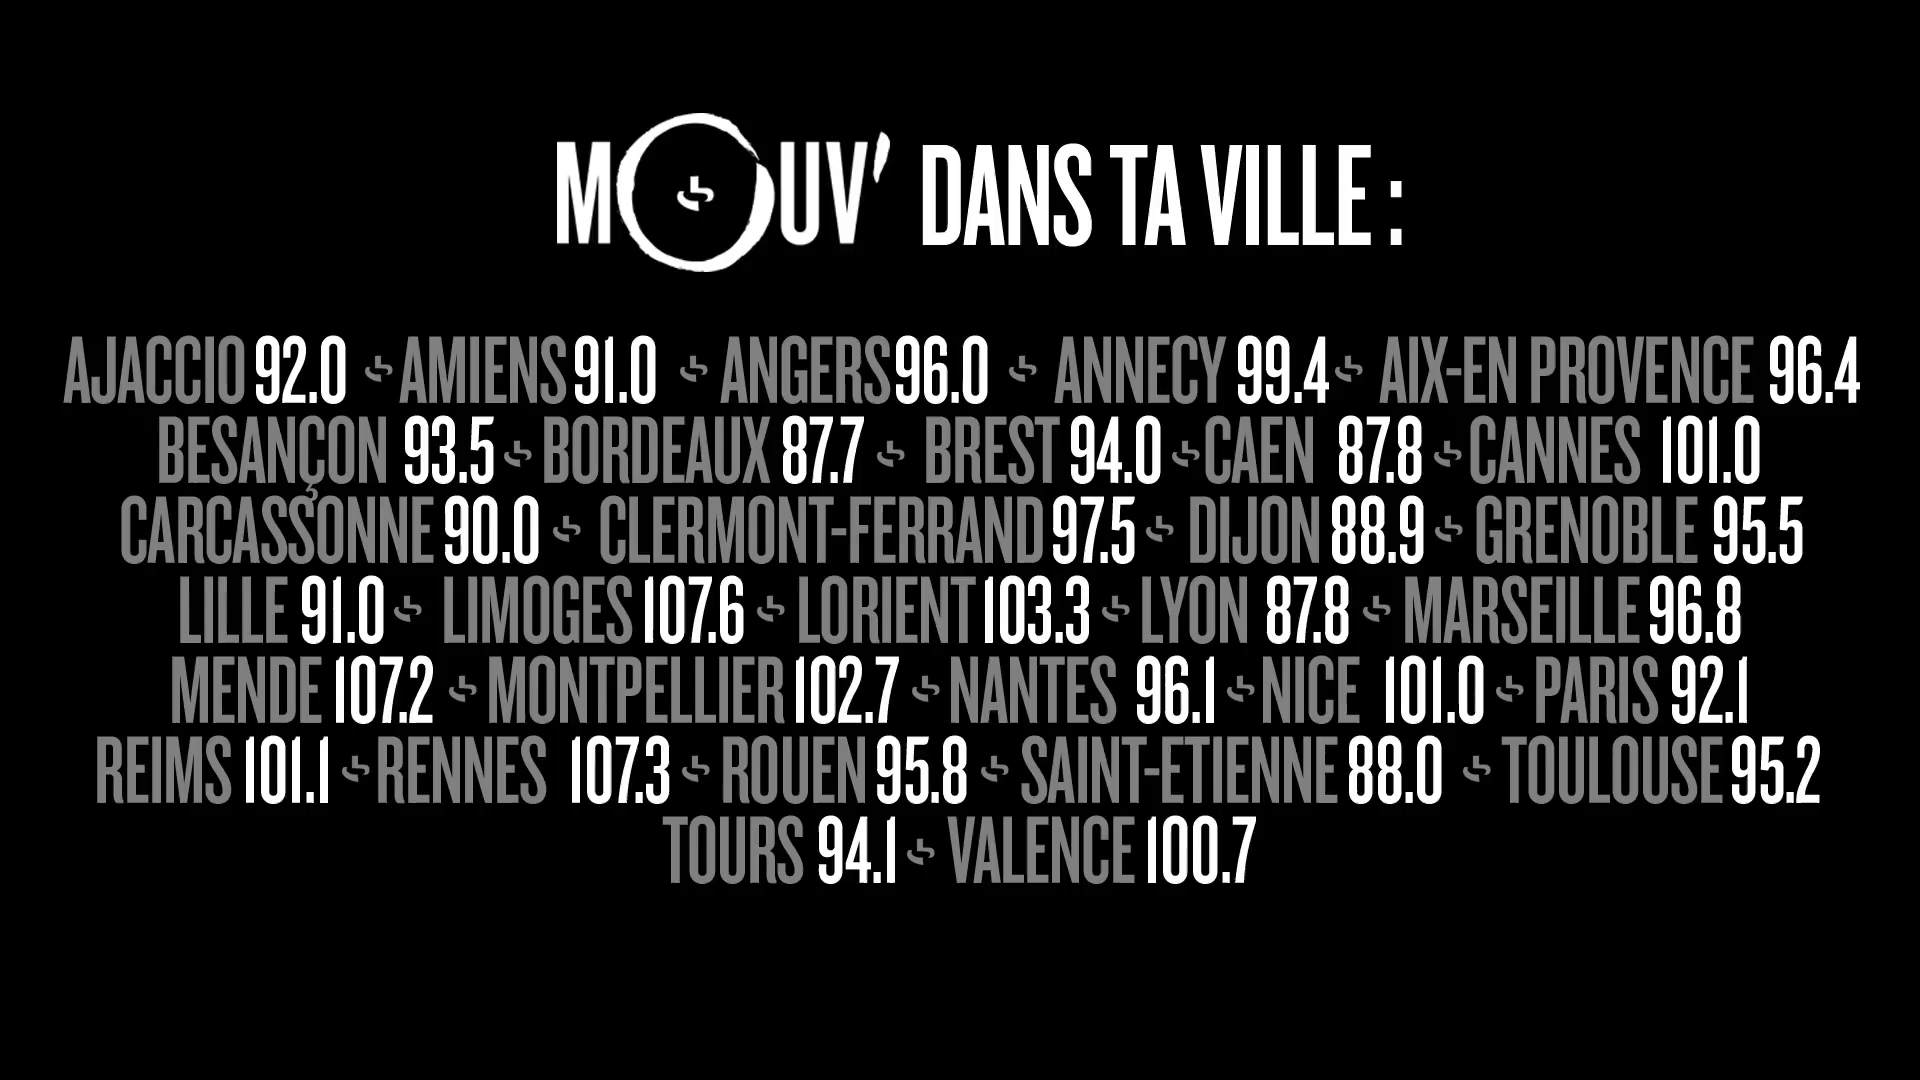 MOUV' DANS TA VILLE :
AJACCIO 92.0 AMIENS 91.0 ANGERS 96.0 ANNECY 99.4 AIX-EN PROVENCE 96.4
BESANÇON 93.5 BORDEAUX 87.7 BREST 94.0 CAEN 87.8 CANNES 101.0
CARCASSONNE 90.0 CLERMONT-FERRAND 97.5 DIJON 88.9 GRENOBLE 95.5
LILLE 91.0 LIMOGES 107.6 LORIENT 103.3 LYON 87.8 MARSEILLE 96.8
MENDE 107.2 MONTPELLIER 102.7 NANTES 96.1 NICE 101.0 PARIS 92.1
REIMS 101.1 RENNES 107.3 ROUEN 95.8 SAINT-ETIENNE 88.0 TOULOUSE 95.2
TOURS 94.1 VALENCE 100.7